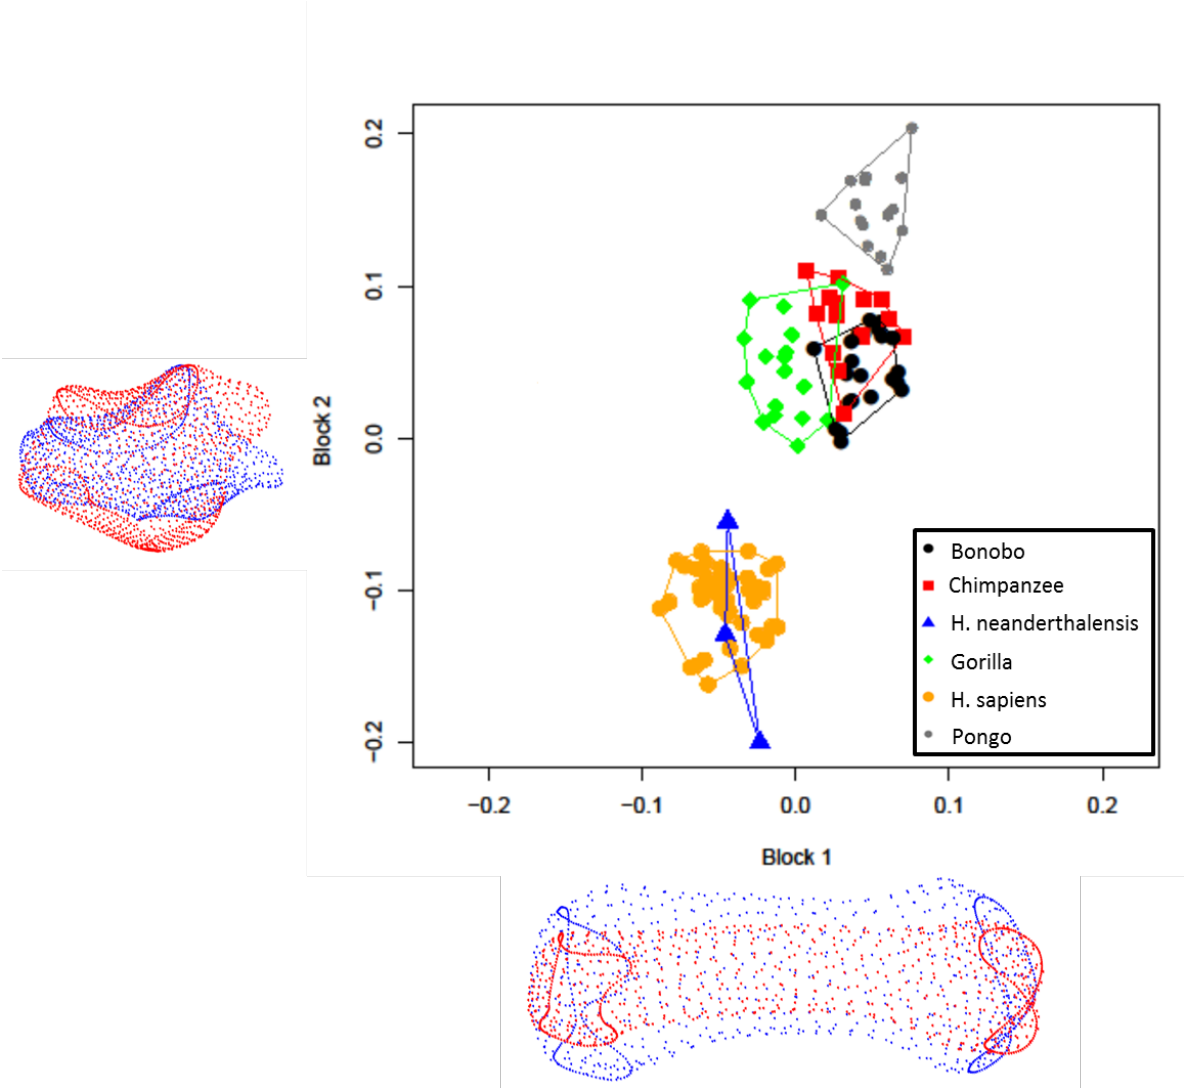 0.2
0.1
0.0
−0.1
−0.2
Block 2
Bonobo
Chimpanzee
H. neanderthalensis
Gorilla
H. sapiens
Pongo
−0.2 −0.1 0.0 0.1 0.2
Block 1